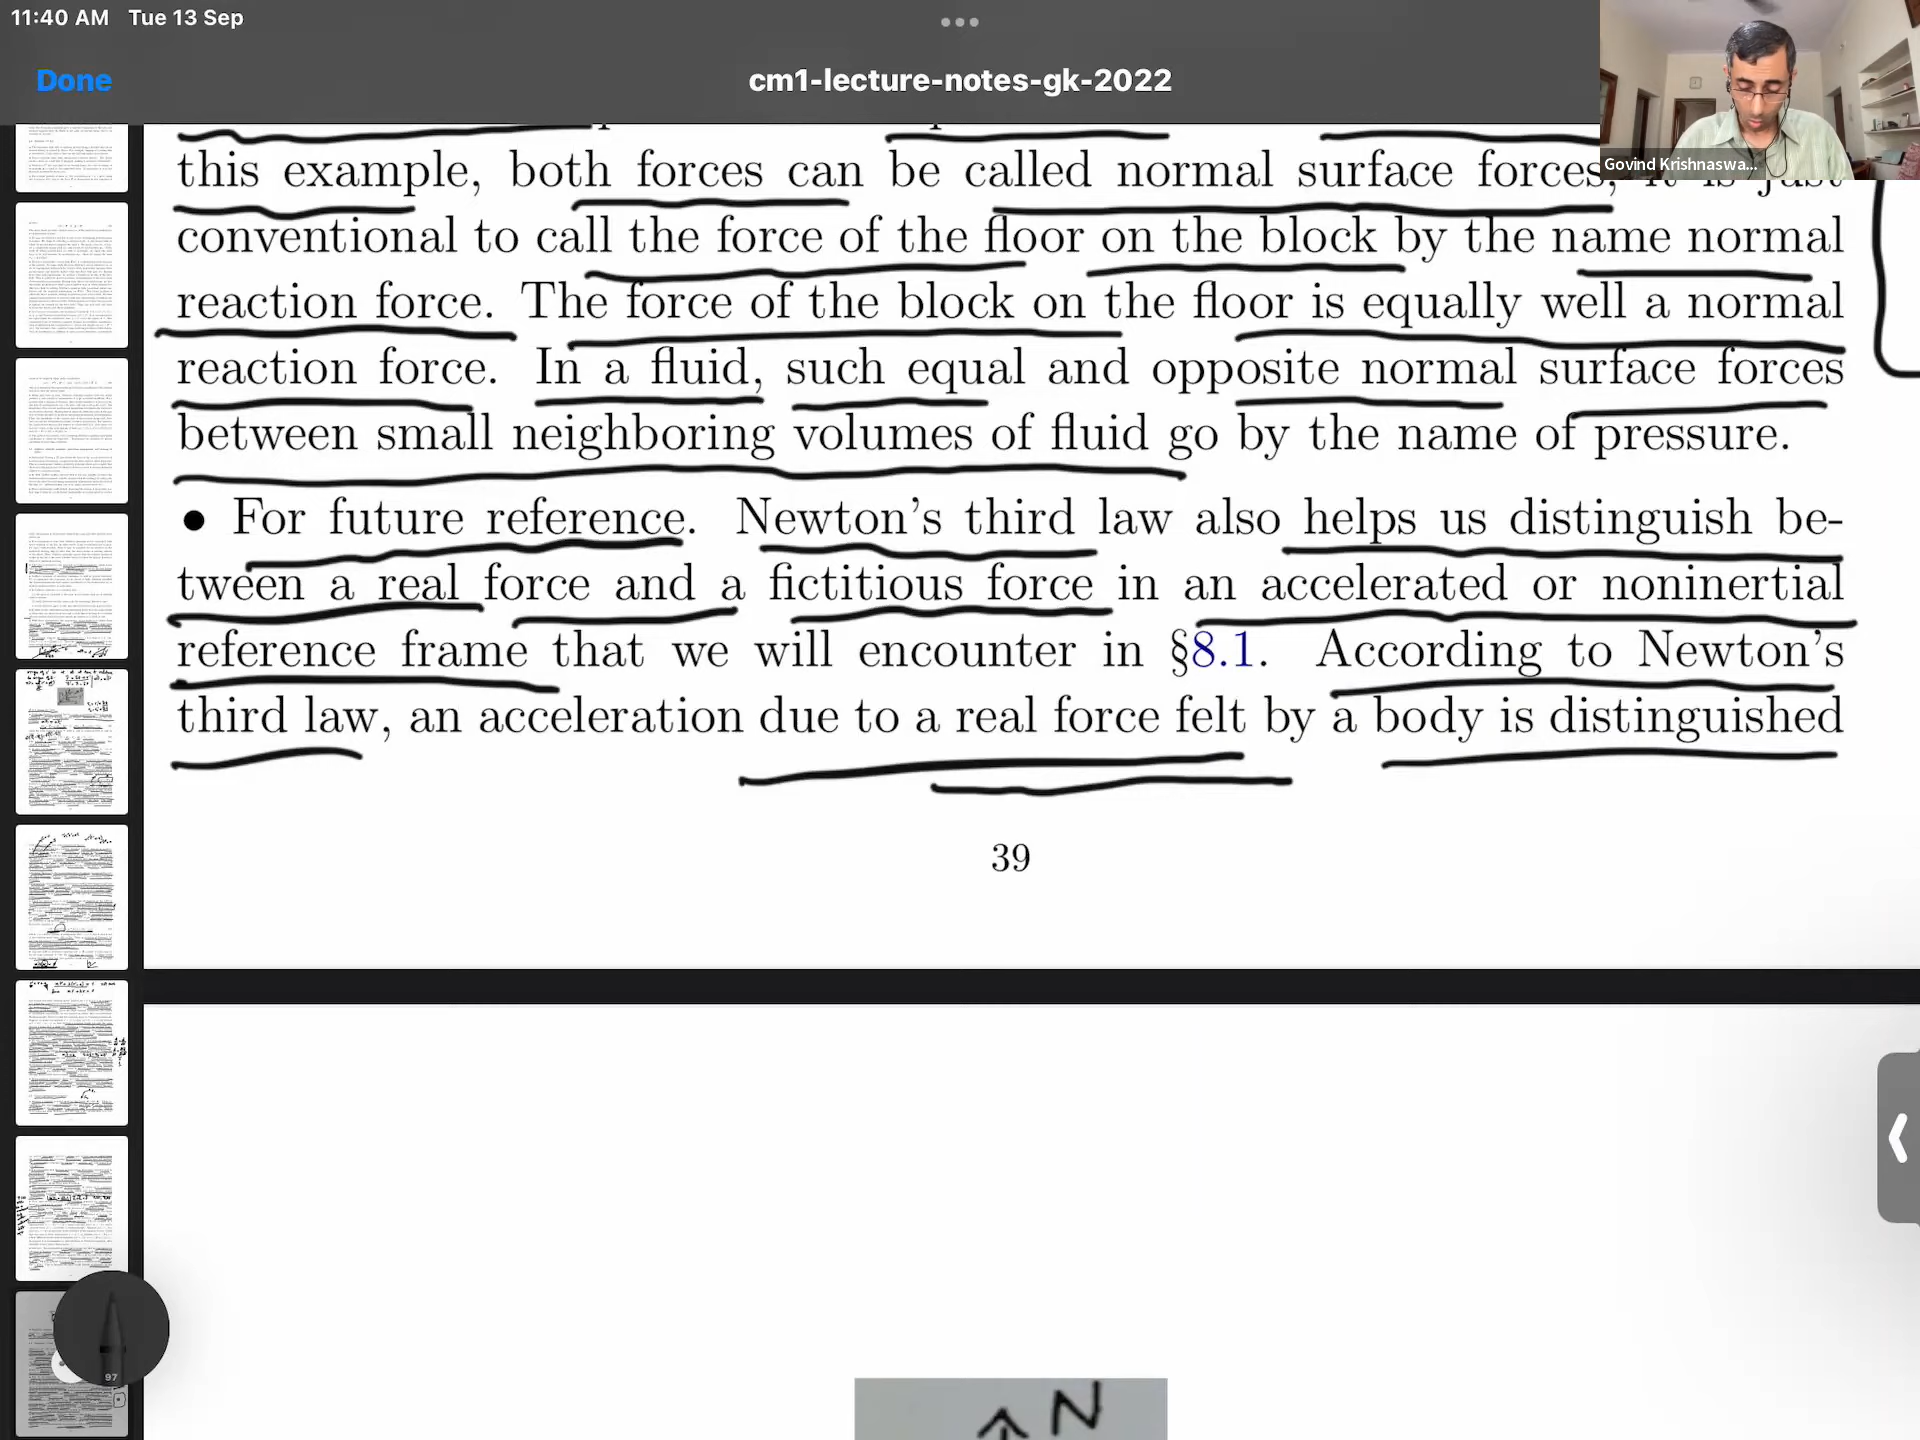 11:40 AM Tue 13 Sep
Done
cm1-lecture-notes-gk-2022
Govind Krishnaswa...
this example, both forces can be called normal surface forces, it is just
conventional to call the force of the floor on the block by the name normal
reaction force. The force of the block on the floor is equally well a normal
reaction force. In a fluid, such equal and opposite normal surface forces
between small neighboring volumes of fluid go by the name of pressure.
• For future reference. Newton's third law also helps us distinguish be-
tween a real force and a fictitious force in an accelerated or noninertial
reference frame that we will encounter in §8.1. According to Newton's
third law, an acceleration due to a real force felt by a body is distinguished
39
97
N